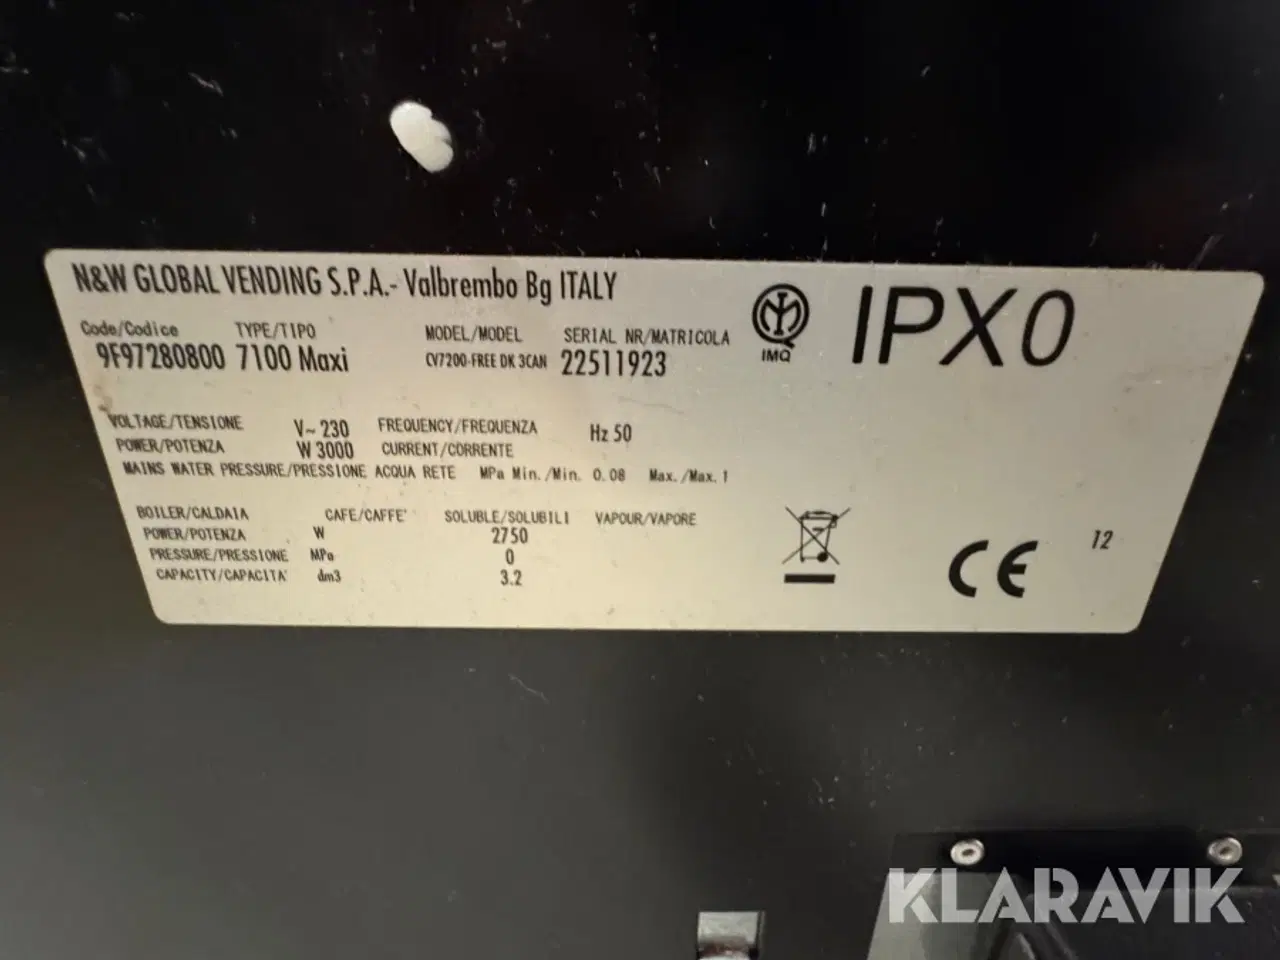 N&W GLOBAL VENDING S.P.A.- Valbrembo Bg ITALY
Code/Codice TYPE/TIPO MODEL/MODEL SERIAL NR/MATRICOLA
9F97280800 7100 Maxi CV7200-FREE DK 3CAN 22511923
IMQ
IPX0
VOLTAGE/TENSIONE V~ 230 FREQUENCY/FREQUENZA Hz 50
POWER/POTENZA W 3000 CURRENT/CORRENTE
MAINS WATER PRESSURE/PRESSIONE ACQUA RETE MPa Min./Min. 0.08 Max./Max. 1
BOILER/CALDAIA CAFE/CAFFE' SOLUBLE/SOLUBILI VAPOUR/VAPORE
POWER/POTENZA W 2750
PRESSURE/PRESSIONE MPa 0
CAPACITY/CAPACITA' dm3 3.2
CE
12
KLARAVIK